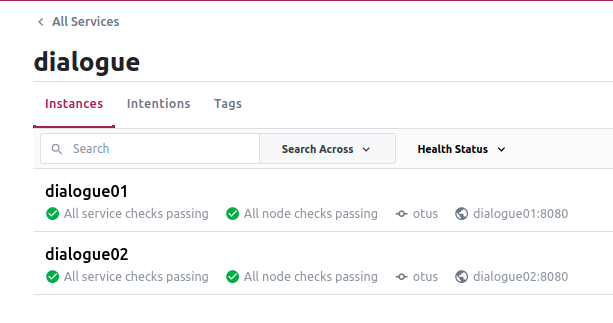 All Services
dialogue
Instances Intentions Tags
Search Search Across Health Status
dialogue01
All service checks passing All node checks passing otus dialogue01:8080
dialogue02
All service checks passing All node checks passing otus dialogue02:8080